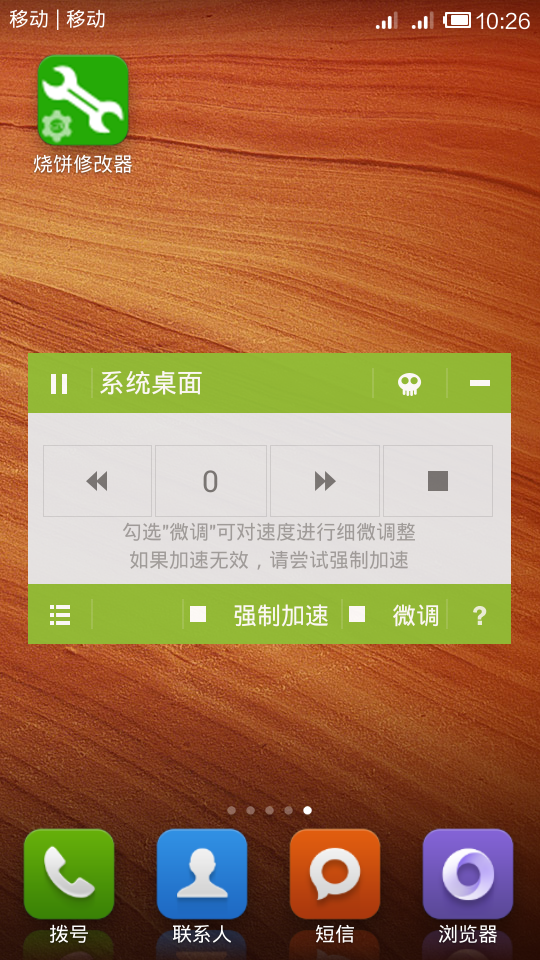 移动 | 移动
10:26
烧饼修改器
系统桌面
0
勾选"微调"可对速度进行细微调整
如果加速无效，请尝试强制加速
强制加速 微调 ?
拨号 联系人 短信 浏览器